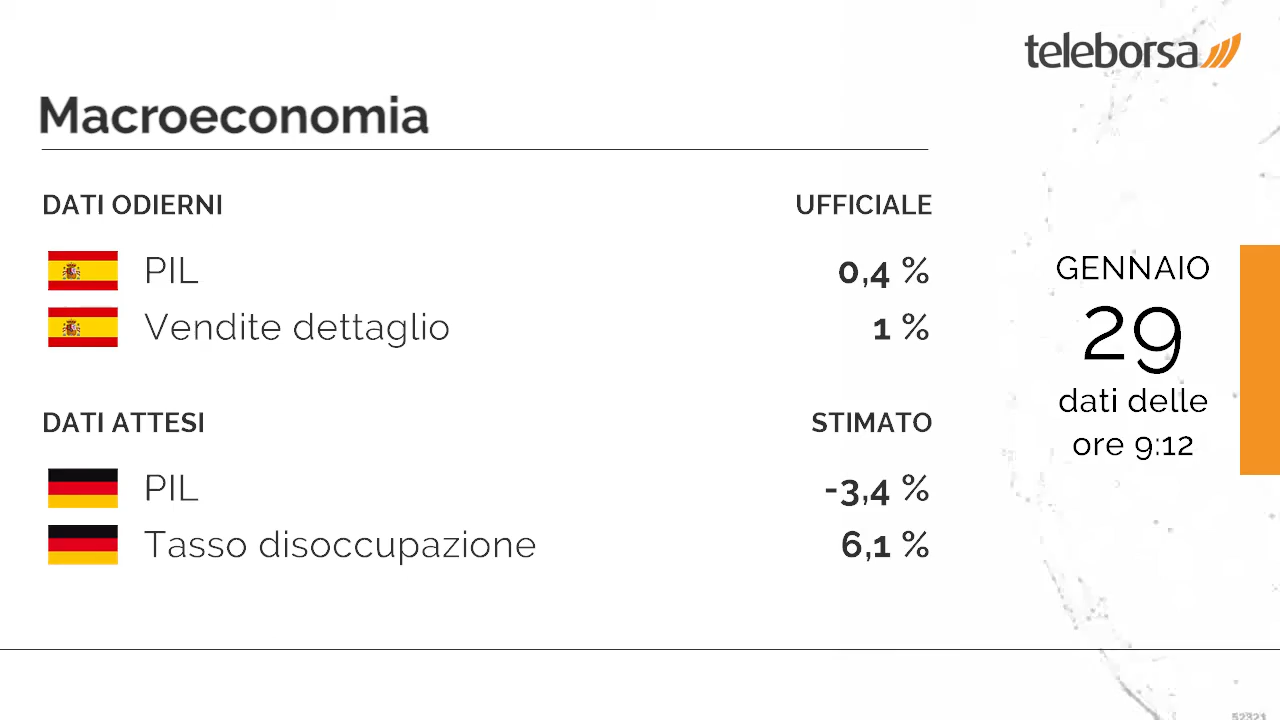 teleborsa
Macroeconomia
DATI ODIERNI UFFICIALE
PIL 0,4 %
Vendite dettaglio 1 %
DATI ATTESI STIMATO
PIL -3,4 %
Tasso disoccupazione 6,1 %
GENNAIO
29
dati delle
ore 9:12